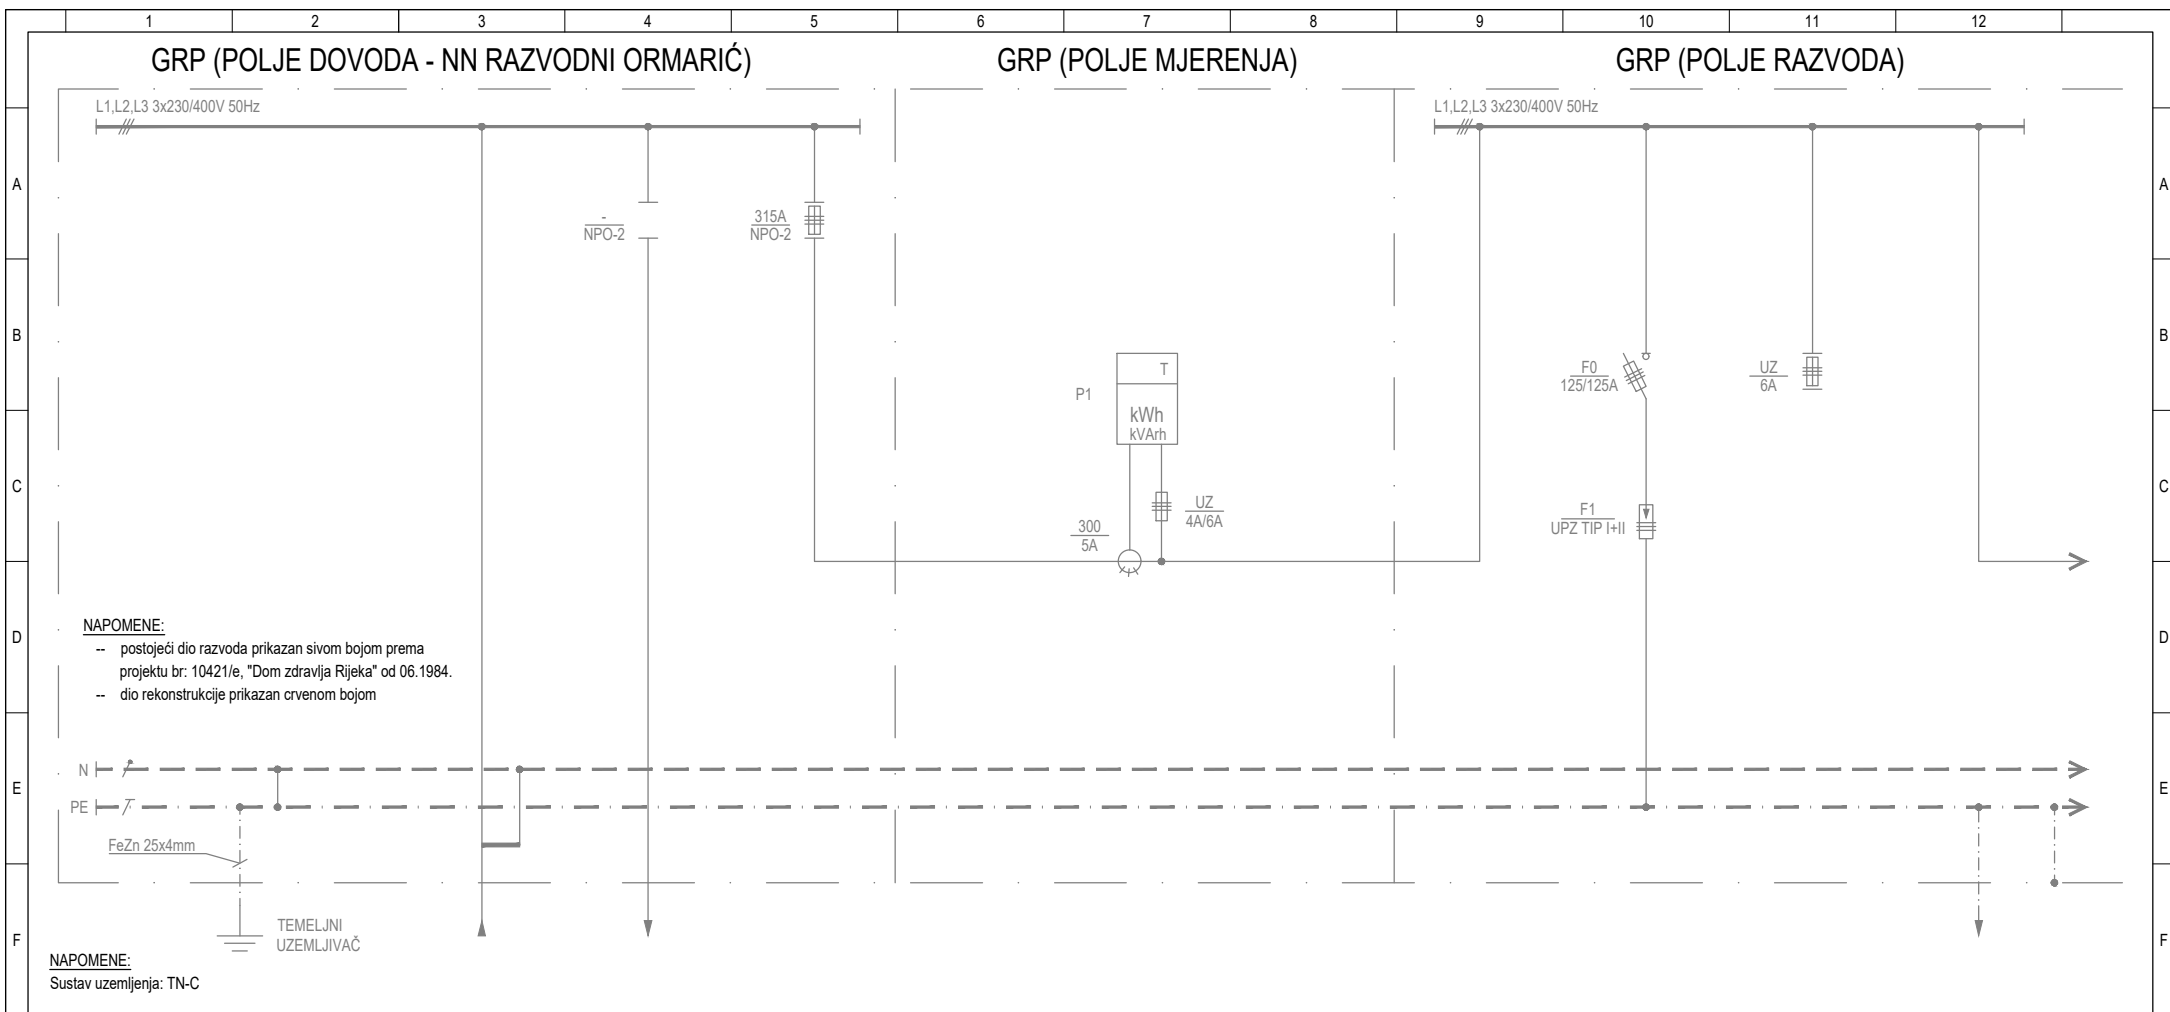 1 2 3 4 5 6 7 8 9 10 11 12
GRP (POLJE DOVODA - NN RAZVODNI ORMARIĆ)
GRP (POLJE MJERENJA)
GRP (POLJE RAZVODA)
L1,L2,L3 3x230/400V 50Hz
L1,L2,L3 3x230/400V 50Hz
A
A
-
NPO-2
315A
NPO-2
B
B
T
P1
kWh
kVArh
F0
125/125A
UZ
6A
C
C
UZ
4A/6A
300
5A
F1
UPZ TIP I+II
D
D
NAPOMENE:
-- postojeći dio razvoda prikazan sivom bojom prema
projektu br: 10421/e, "Dom zdravlja Rijeka" od 06.1984.
-- dio rekonstrukcije prikazan crvenom bojom
N
E
E
PE
FeZn 25x4mm
TEMELJNI
UZEMLJIVAČ
F
F
NAPOMENE:
Sustav uzemljenja: TN-C